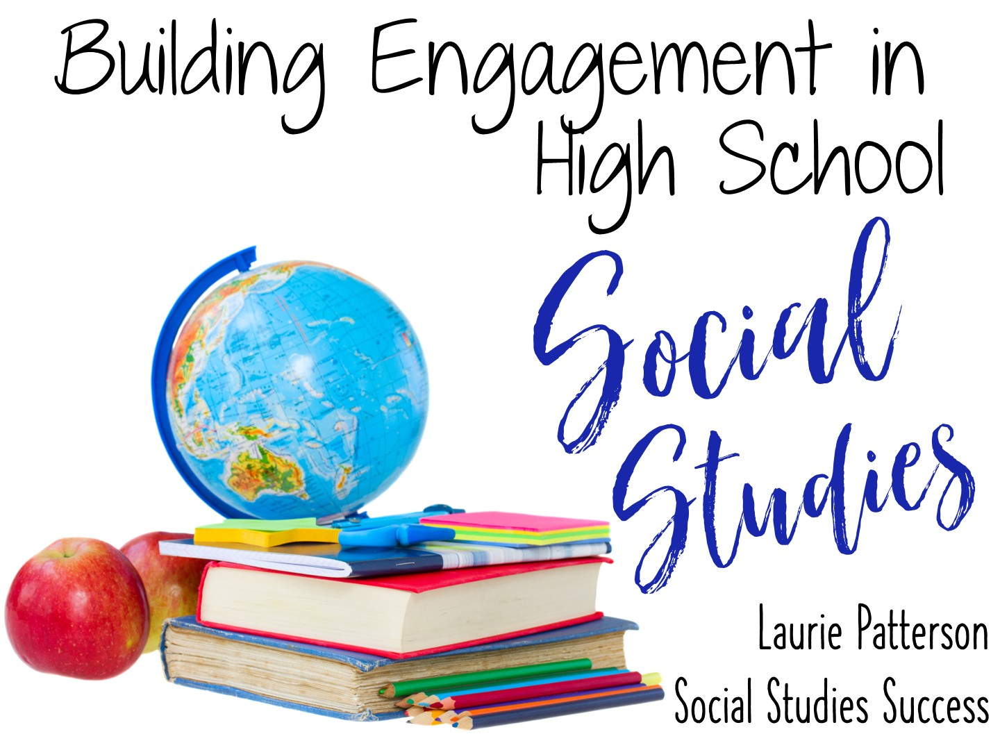 Building Engagement in
High School
Social
Studies
Laurie Patterson
Social Studies Success